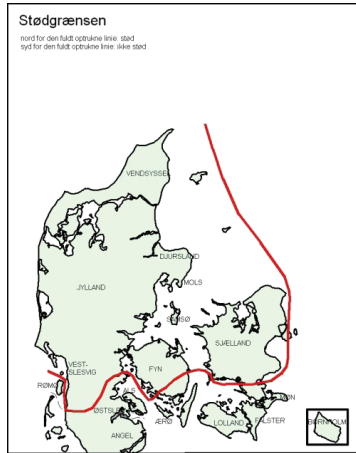 Stødgrænsen
nord for den fuldt optrukne linie: stød
syd for den fuldt optrukne linie: ikke stød
VENDSYSSEL
DJURSLAND
MOLS
JYLLAND
SAMSØ
SJÆLLAND
VEST-
SLESVIG
FYN
RØMØ
ALS
MØN
ØSTSLE
ÆRØ
LOLLAND
FALSTER
BORNHOLM
ANGEL